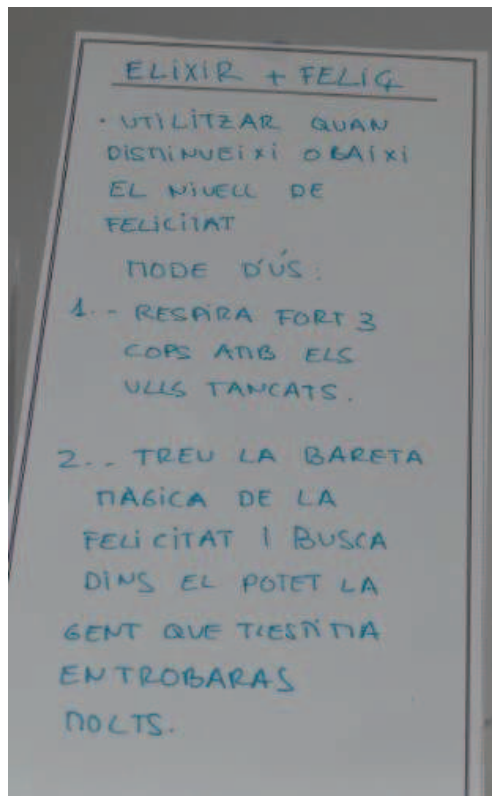 ELIXIR + FELIÇ
· UTILITZAR QUAN
DISMINUEIXI O BAIXI
EL NIVELL DE
FELICITAT
MODE D'ÚS:
1.- RESPIRA FORT 3
COPS AMB ELS
ULLS TANCATS.
2.. TREU LA BARETA
MÀGICA DE LA
FELICITAT I BUSCA
DINS EL POTET LA
GENT QUE T'ESTIMA
EN TROBARAS
MOLTS.